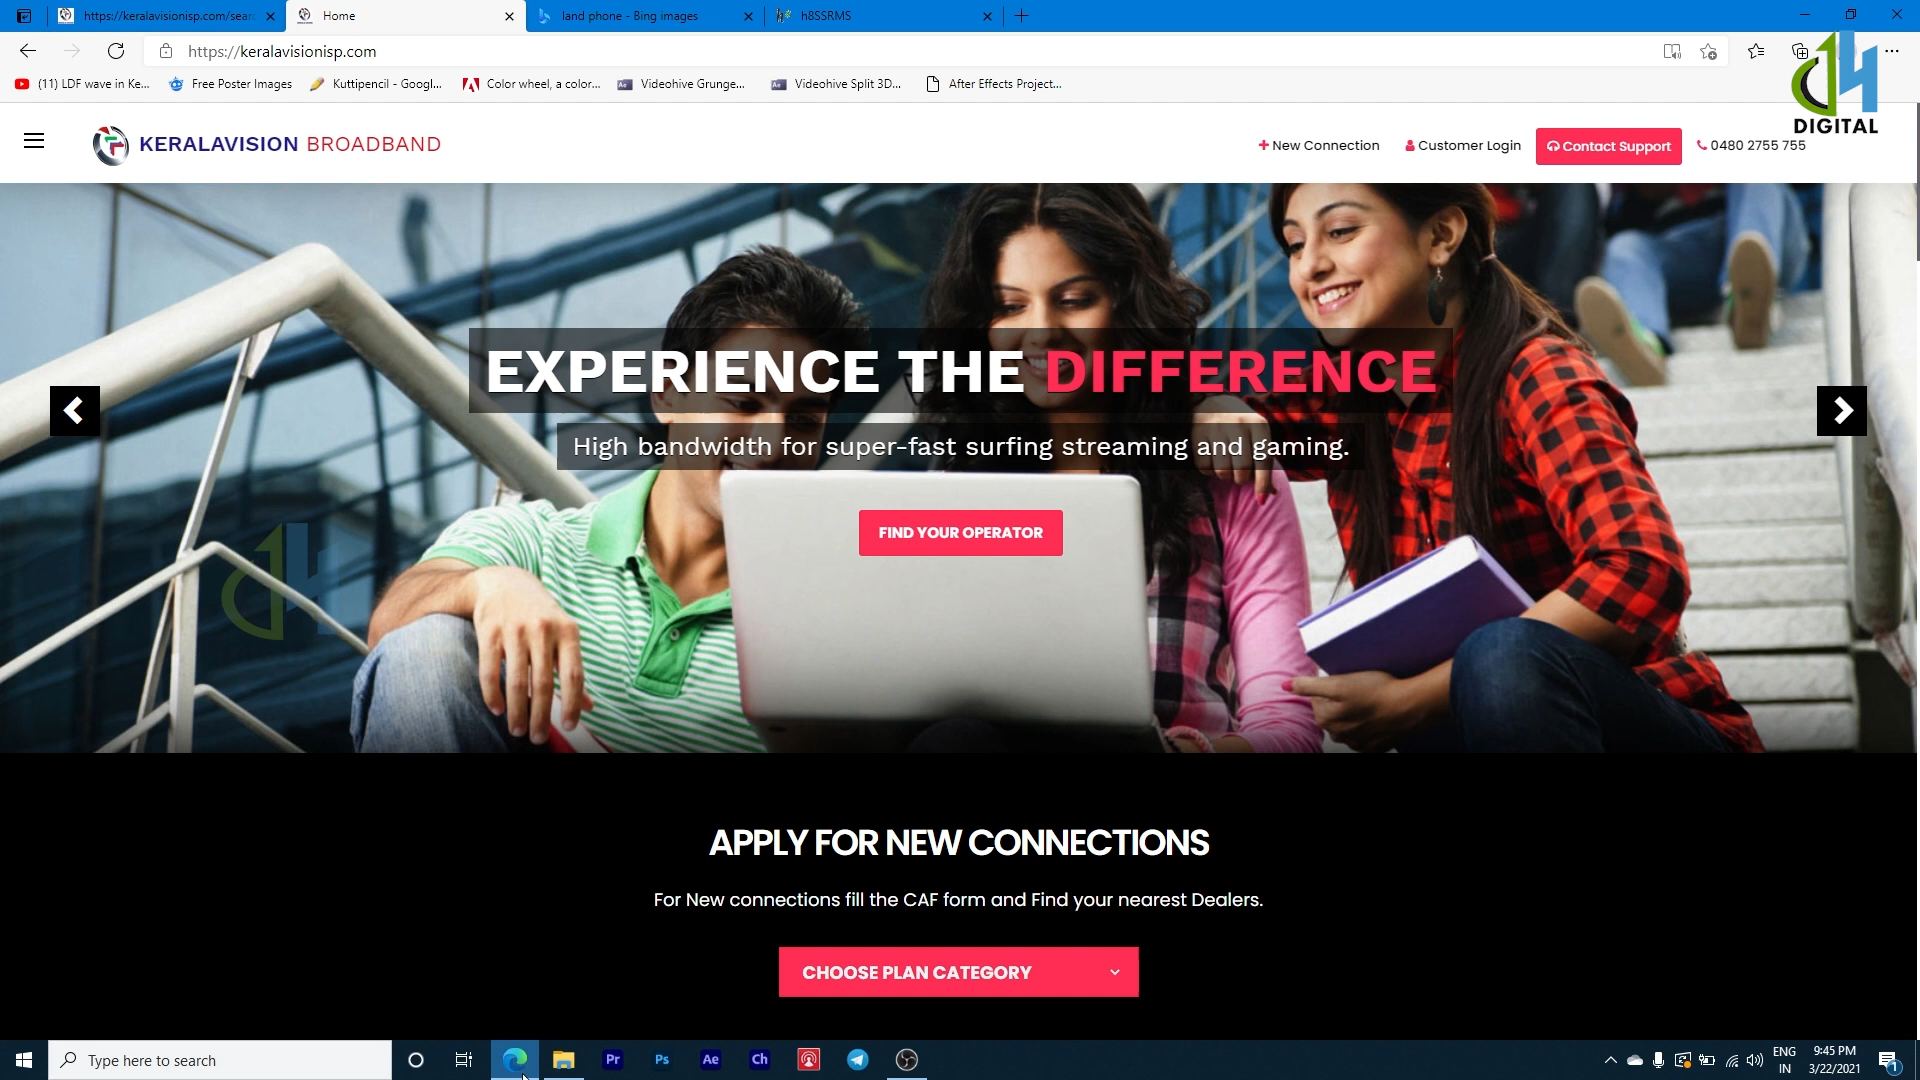 https://keralavisionisp.com/sear
Home
land phone - Bing images
h8SSRMS
https://keralavisionisp.com
(11) LDF wave in Ke...
Free Poster Images
Kuttipencil - Googl...
Color wheel, a color...
Videohive Grunge...
Videohive Split 3D...
After Effects Project...
DIGITAL
KERALAVISION BROADBAND
New Connection
Customer Login
Contact Support
0480 2755 755
EXPERIENCE THE DIFFERENCE
High bandwidth for super-fast surfing streaming and gaming.
FIND YOUR OPERATOR
APPLY FOR NEW CONNECTIONS
For New connections fill the CAF form and Find your nearest Dealers.
CHOOSE PLAN CATEGORY
Type here to search
Pr
Ps
Ae
Ch
ENG
IN
9:45 PM
3/22/2021
1